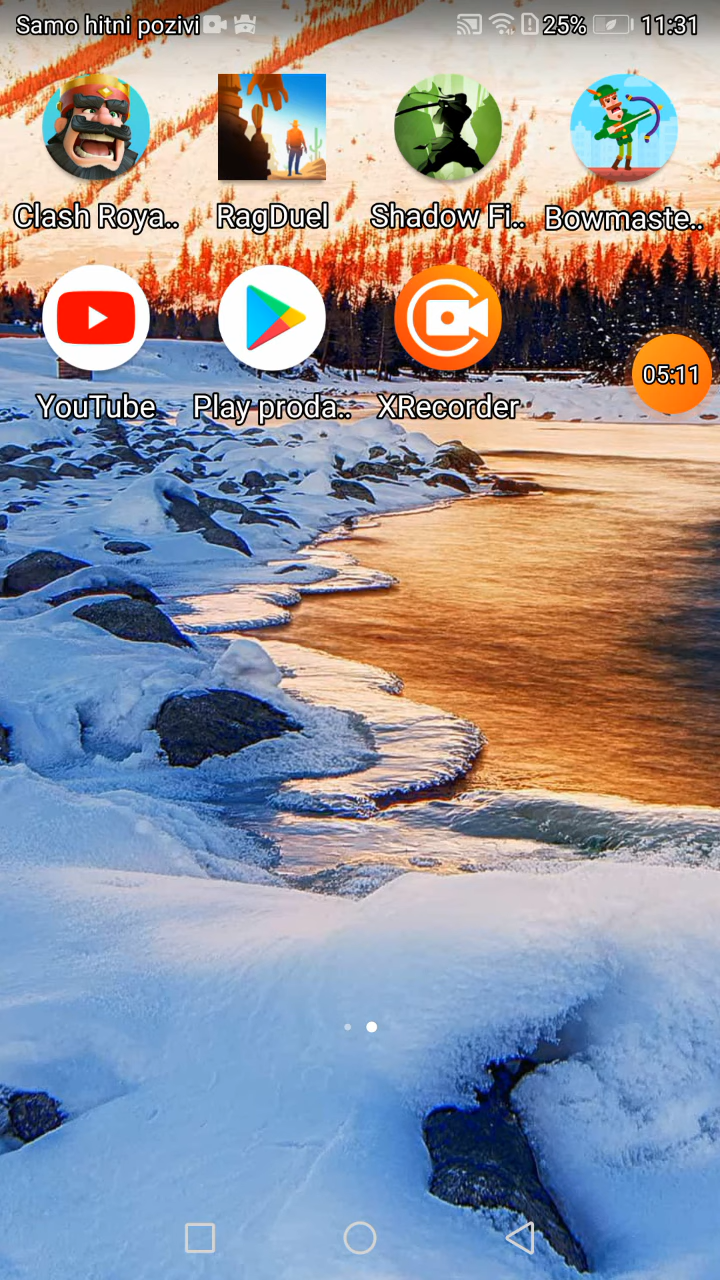 Samo hitni pozivi 25% 11:31
Clash Roya.. RagDuel Shadow Fi.. Bowmaste..
05:11
YouTube Play proda.. XRecorder